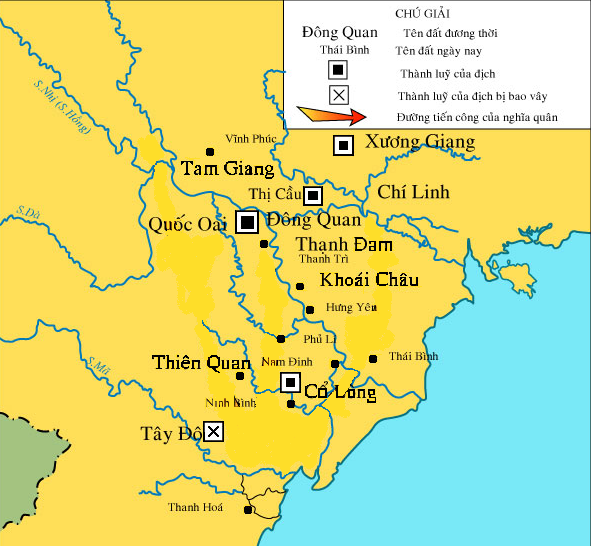 CHÚ GIẢI
Đông Quan Tên đất đương thời
Thái Bình Tên đất ngày nay
Thành luỹ của địch
Thành luỹ của địch bị bao vây
Đường tiến công của nghĩa quân
S.Nhị (S.Hồng)
Vĩnh Phúc
Xương Giang
Tam Giang
Thị Cầu
Chí Linh
S.Đà
Quốc Oai
Đông Quan
Thanh Đam
Thanh Trì
Khoái Châu
Hưng Yên
Phủ Lí
Thái Bình
S.Mã
Thiên Quan
Nam Định
Cổ Lộng
Ninh Bình
Tây Đô
Thanh Hoá